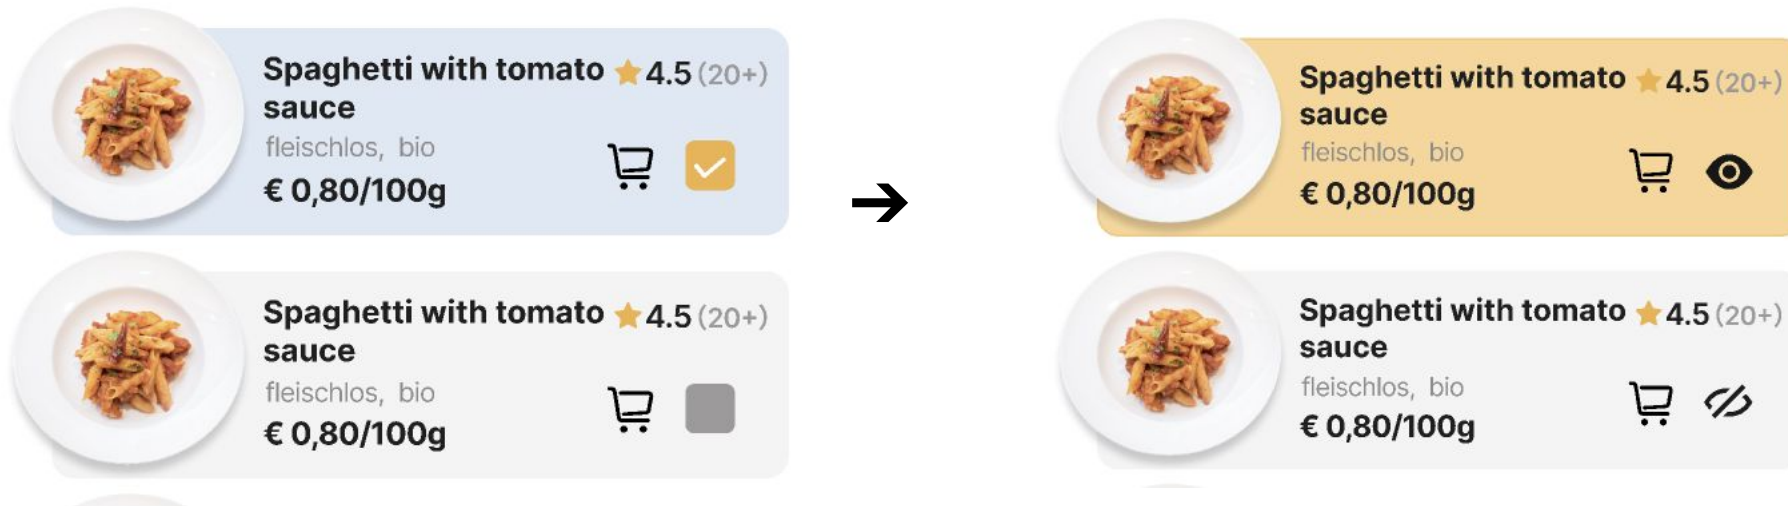 Spaghetti with tomato 4.5 (20+)
sauce
fleischlos, bio
€ 0,80/100g
Spaghetti with tomato 4.5 (20+)
sauce
fleischlos, bio
€ 0,80/100g
Spaghetti with tomato 4.5 (20+)
sauce
fleischlos, bio
€ 0,80/100g
Spaghetti with tomato 4.5 (20+)
sauce
fleischlos, bio
€ 0,80/100g